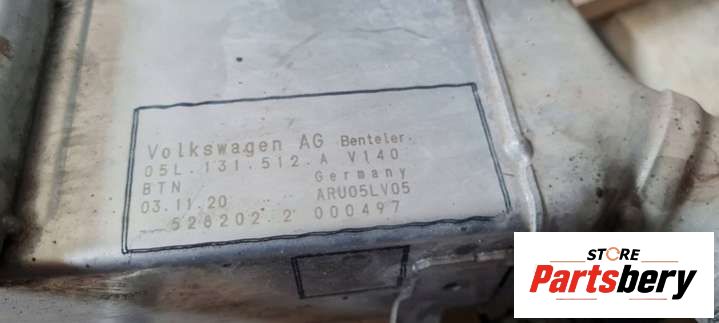 Volkswagen AG Benteler
05L.131.512.A V140
BTN Germany
03.11.20 ARU05LV05
528202.2 000497
STORE
Partsbery